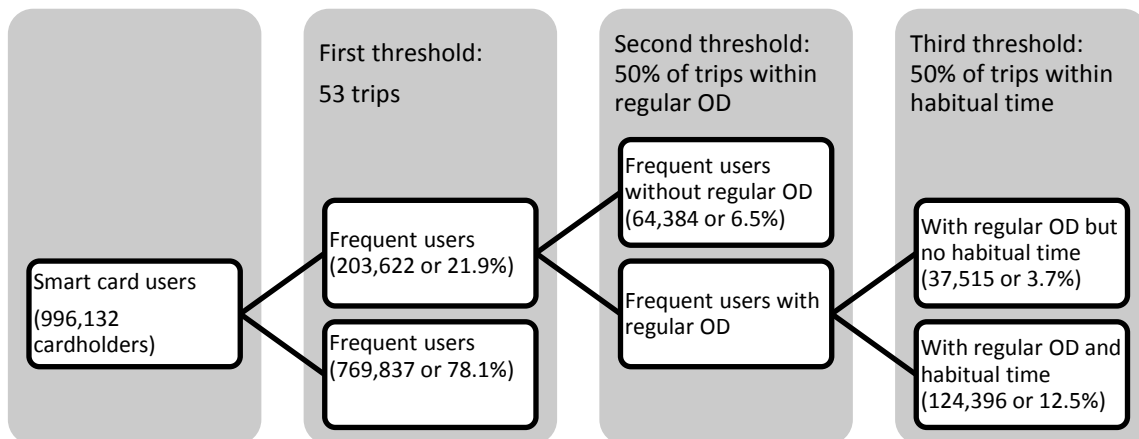 Smart card users
(996,132
cardholders)
First threshold:
53 trips
Frequent users
(203,622 or 21.9%)
Frequent users
(769,837 or 78.1%)
Second threshold:
50% of trips within
regular OD
Frequent users
without regular OD
(64,384 or 6.5%)
Frequent users with
regular OD
Third threshold:
50% of trips within
habitual time
With regular OD but
no habitual time
(37,515 or 3.7%)
With regular OD and
habitual time
(124,396 or 12.5%)